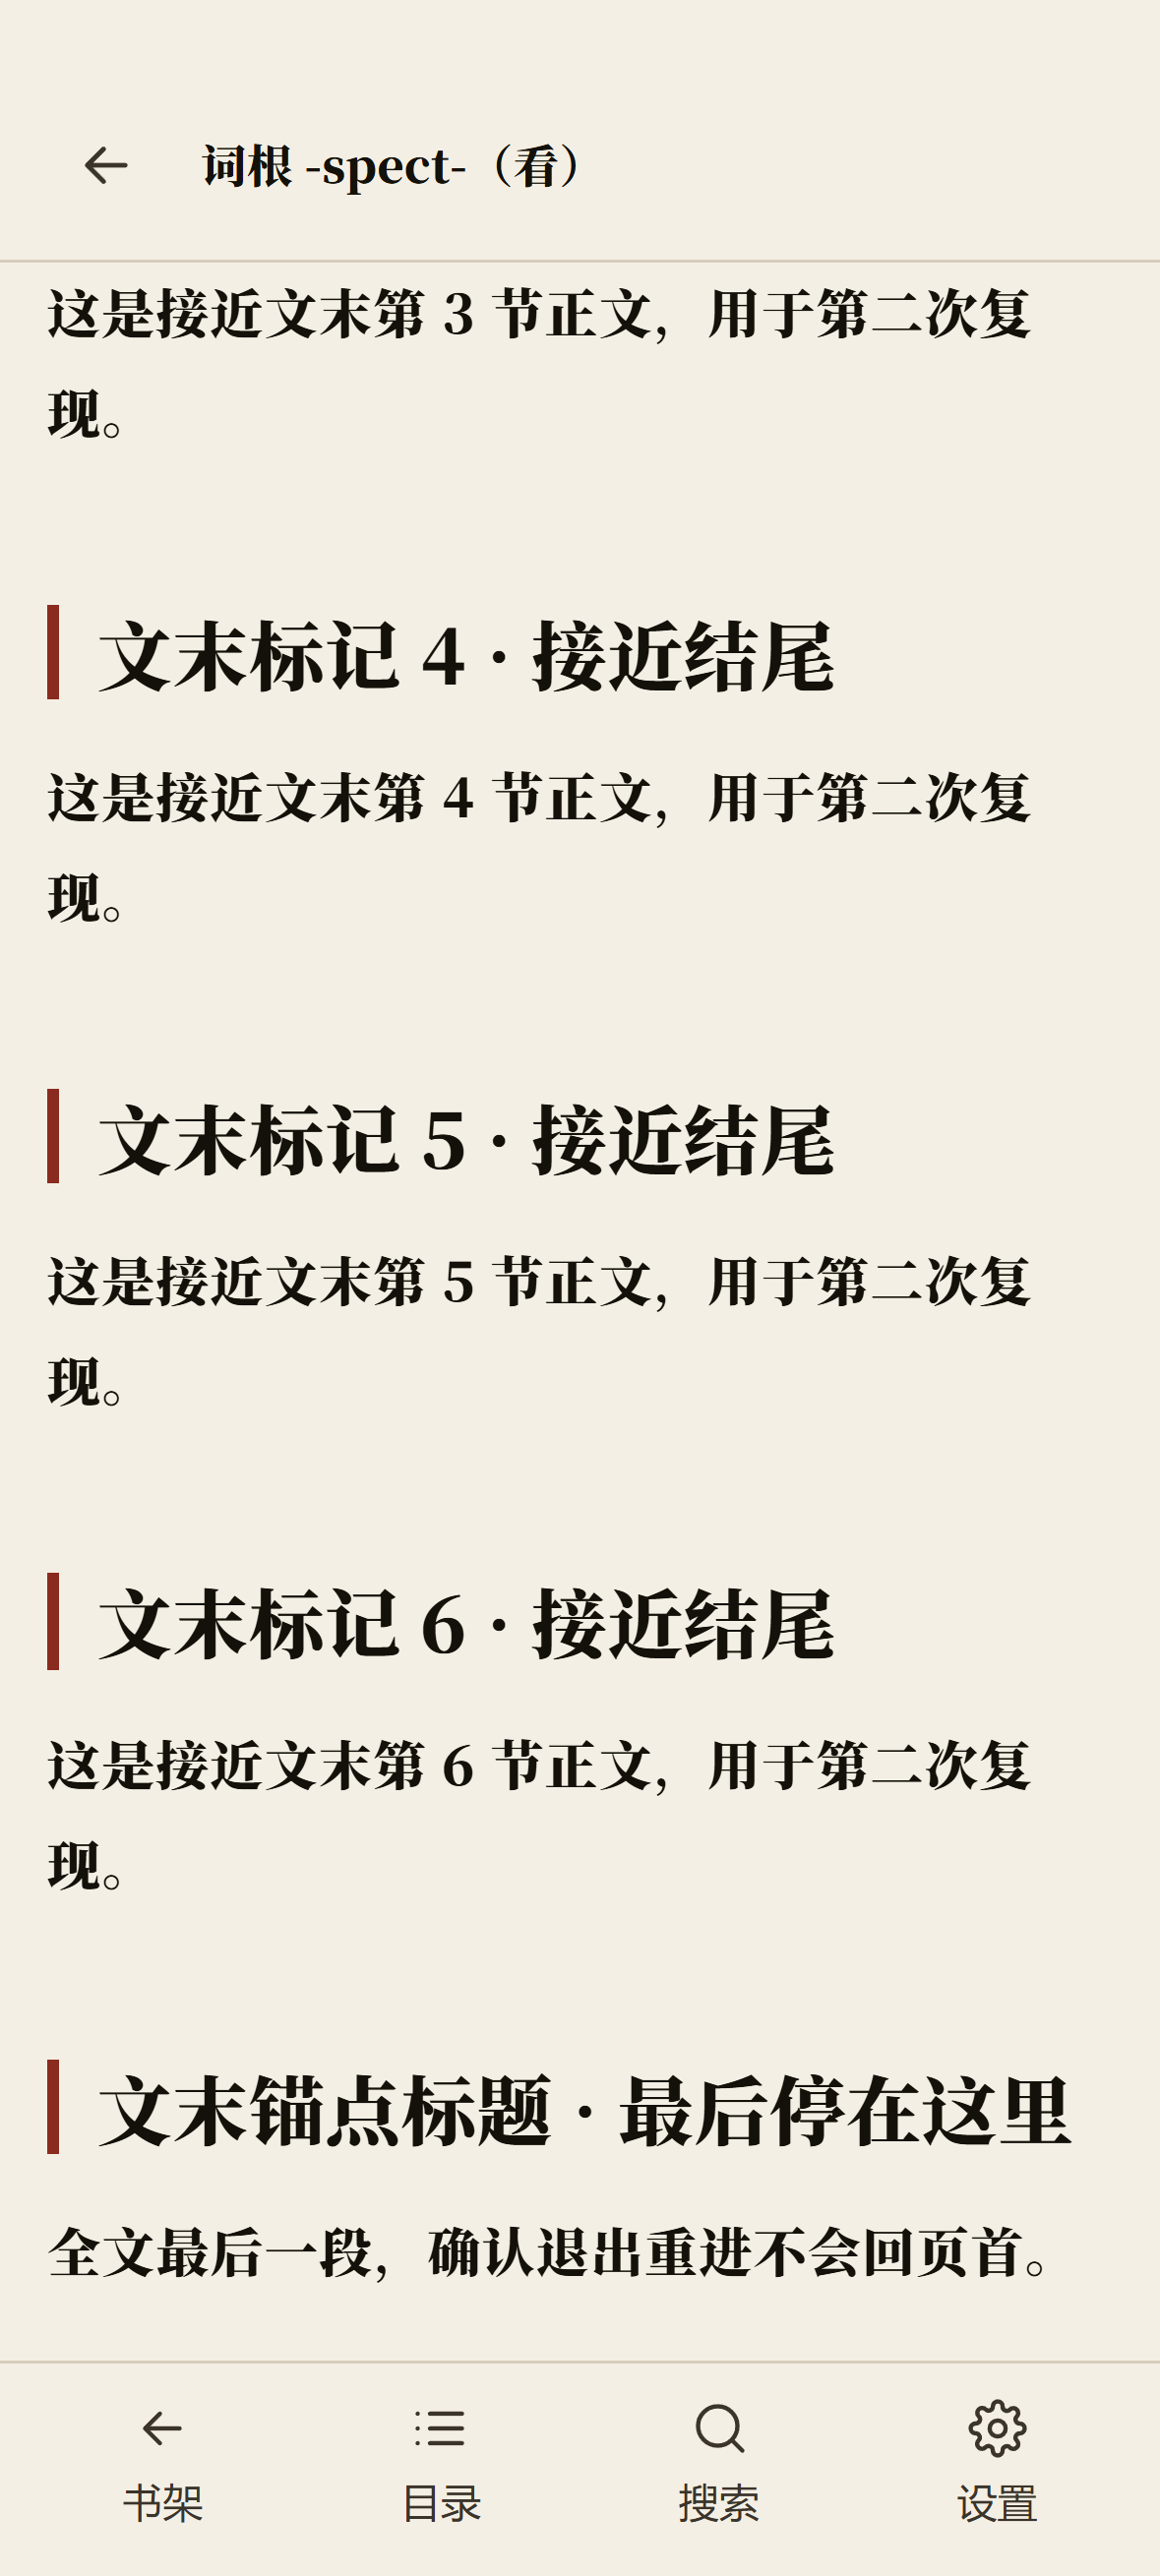 词根 -spect-（看）
这是接近文末第 3 节正文，用于第二次复
现。
文末标记 4 · 接近结尾
这是接近文末第 4 节正文，用于第二次复
现。
文末标记 5 · 接近结尾
这是接近文末第 5 节正文，用于第二次复
现。
文末标记 6 · 接近结尾
这是接近文末第 6 节正文，用于第二次复
现。
文末锚点标题 · 最后停在这里
全文最后一段，确认退出重进不会回页首。
书架 目录 搜索 设置